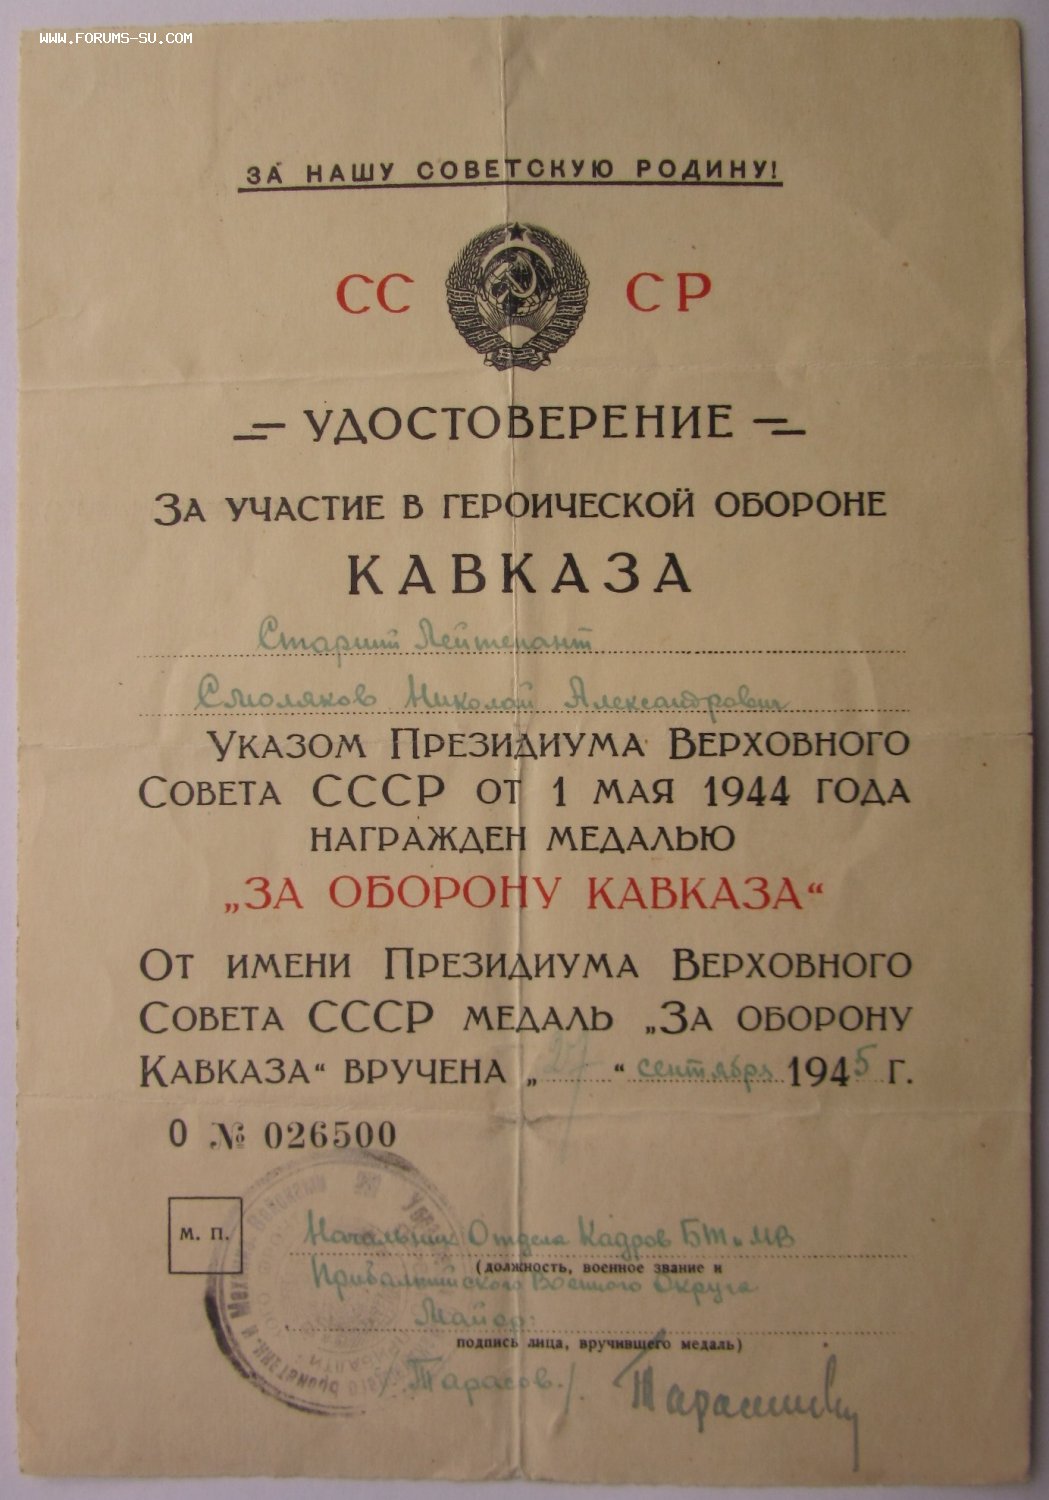 WWW.FORUMS-SU.COM
ЗА НАШУ СОВЕТСКУЮ РОДИНУ!
СС СР
УДОСТОВЕРЕНИЕ
ЗА УЧАСТИЕ В ГЕРОИЧЕСКОЙ ОБОРОНЕ
КАВКАЗА
Старший Лейтенант
Смоляков Николай Александрович
УКАЗОМ ПРЕЗИДИУМА ВЕРХОВНОГО
СОВЕТА СССР ОТ 1 МАЯ 1944 ГОДА
НАГРАЖДЕН МЕДАЛЬЮ
„ЗА ОБОРОНУ КАВКАЗА“
ОТ ИМЕНИ ПРЕЗИДИУМА ВЕРХОВНОГО
СОВЕТА СССР МЕДАЛЬ „ЗА ОБОРОНУ
КАВКАЗА“ ВРУЧЕНА „27“ сентября 1945 г.
О № 026500
М. П.
Начальник Отдела Кадров БТ и МВ
(должность, военное звание и
Прибалтийского Военного Округа
Майор:
подпись лица, вручившего медаль)
/Тарасов./